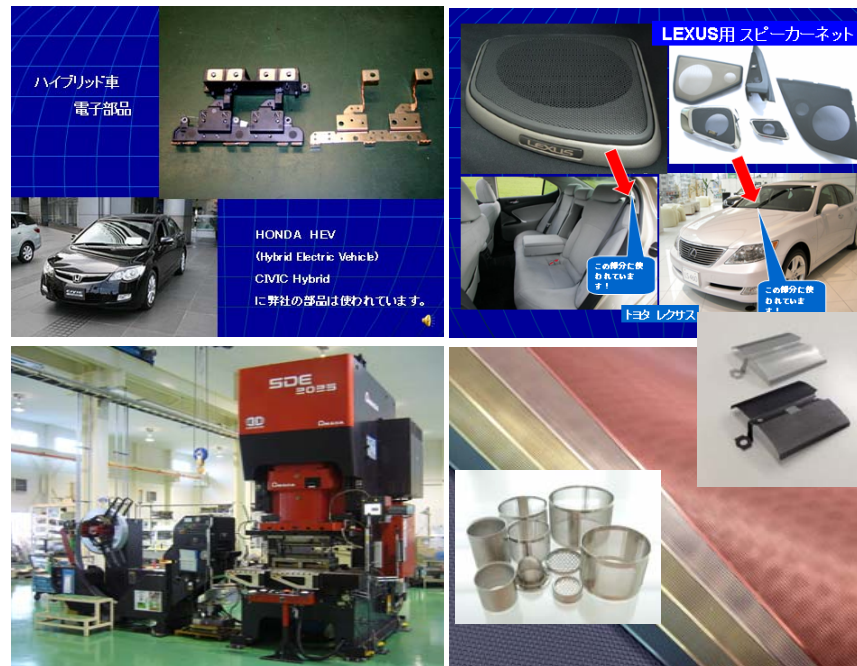 ハイブリッド車
電子部品
HONDA HEV
(Hybrid Electric Vehicle)
CIVIC Hybrid
に弊社の部品は使われています。
LEXUS用 スピーカーネット
LEXUS
この部分に使
われていま
す!
この部分に使
われていま
す!
トヨタ レクサス
SDE
2025
AMADA
AMADA